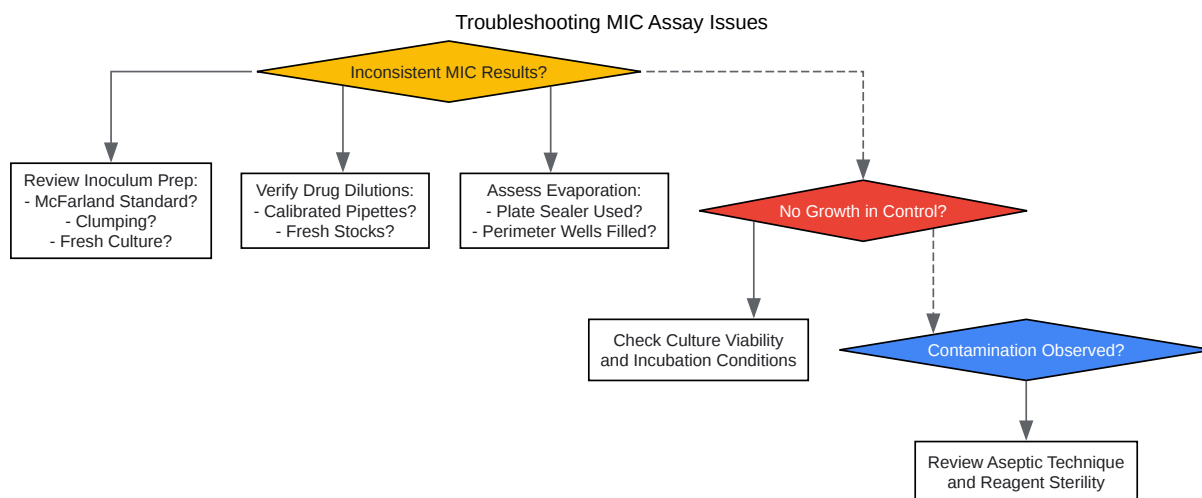 Troubleshooting MIC Assay Issues
Inconsistent MIC Results?
Review Inoculum Prep:
- McFarland Standard?
- Clumping?
- Fresh Culture?
Verify Drug Dilutions:
- Calibrated Pipettes?
- Fresh Stocks?
Assess Evaporation:
- Plate Sealer Used?
- Perimeter Wells Filled?
No Growth in Control?
Check Culture Viability
and Incubation Conditions
Contamination Observed?
Review Aseptic Technique
and Reagent Sterility